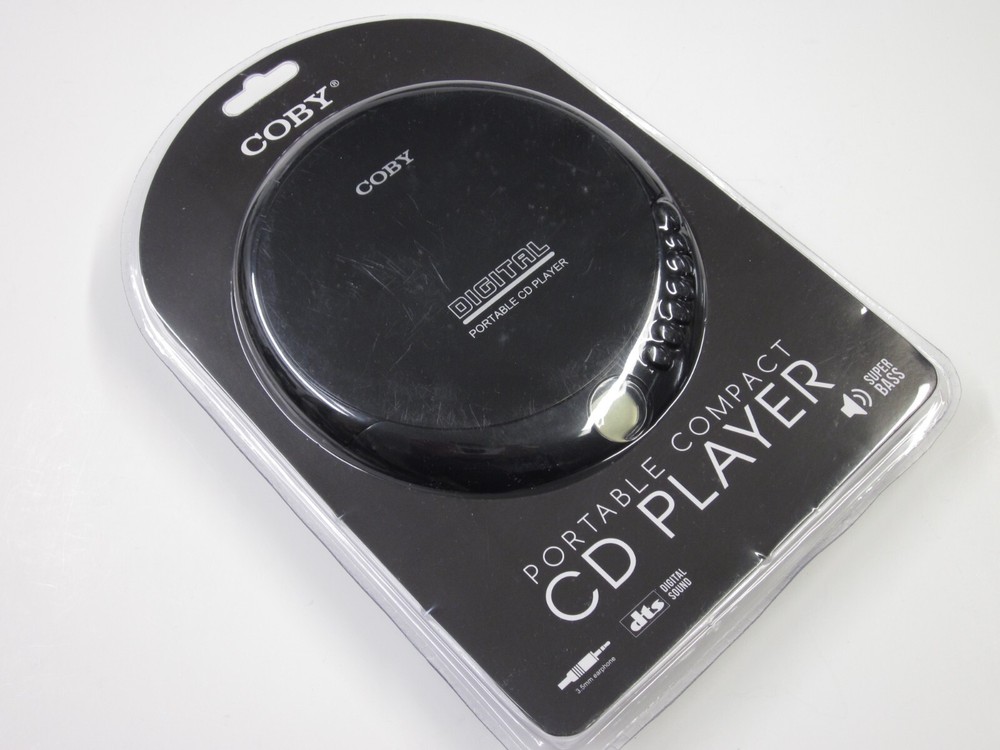 COBY®
COBY
DIGITAL
PORTABLE CD PLAYER
PORTABLE COMPACT
CD PLAYER
SUPER
BASS
dts
DIGITAL
SOUND
3.5mm earphone